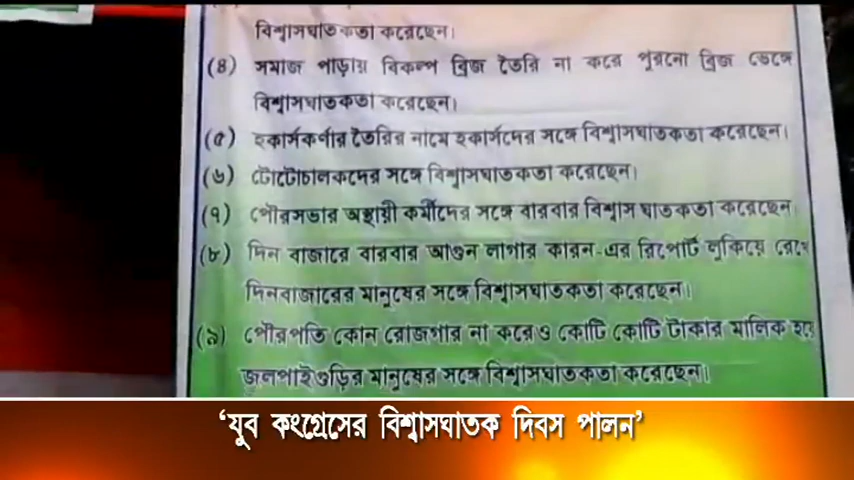 বিশ্বাসঘাতকতা করেছেন।
(৪) সমাজ পাড়ায় বিকল্প ব্রিজ তৈরি না করে পুরনো ব্রিজ ভেঙ্গে
বিশ্বাসঘাতকতা করেছেন।
(৫) হকার্সকর্ণার তৈরির নামে হকার্সদের সঙ্গে বিশ্বাসঘাতকতা করেছেন।
(৬) টোটোচালকদের সঙ্গে বিশ্বাসঘাতকতা করেছেন।
(৭) পৌরসভার অস্থায়ী কর্মীদের সঙ্গে বারবার বিশ্বাস ঘাতকতা করেছেন
(৮) দিন বাজারে বারবার আগুন লাগার কারন-এর রিপোর্ট লুকিয়ে রেখে
দিনবাজারের মানুষের সঙ্গে বিশ্বাসঘাতকতা করেছেন।
(৯) পৌরপতি কোন রোজগার না করেও কোটি কোটি টাকার মালিক হয়ে
জলপাইগুড়ির মানুষের সঙ্গে বিশ্বাসঘাতকতা করেছেন।
‘যুব কংগ্রেসের বিশ্বাসঘাতক দিবস পালন’